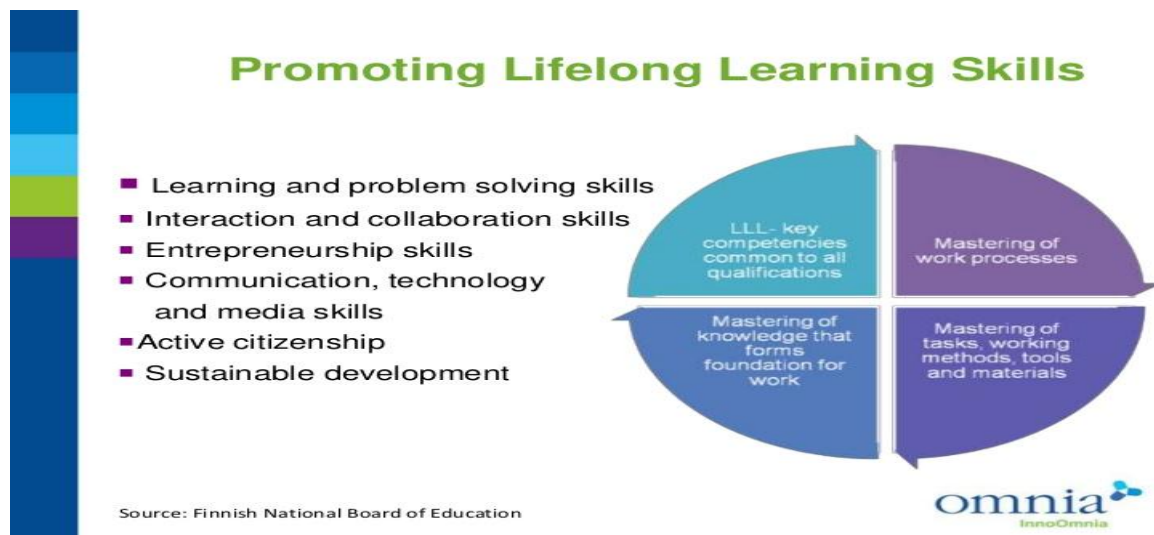 Promoting Lifelong Learning Skills
Learning and problem solving skills
Interaction and collaboration skills
Entrepreneurship skills
Communication, technology
and media skills
Active citizenship
Sustainable development
LLL- key
competencies
common to all
qualifications
Mastering of
work processes
Mastering of
knowledge that
forms
foundation for
work
Mastering of
tasks, working
methods, tools
and materials
Source: Finnish National Board of Education
omnia
InnoOmnia